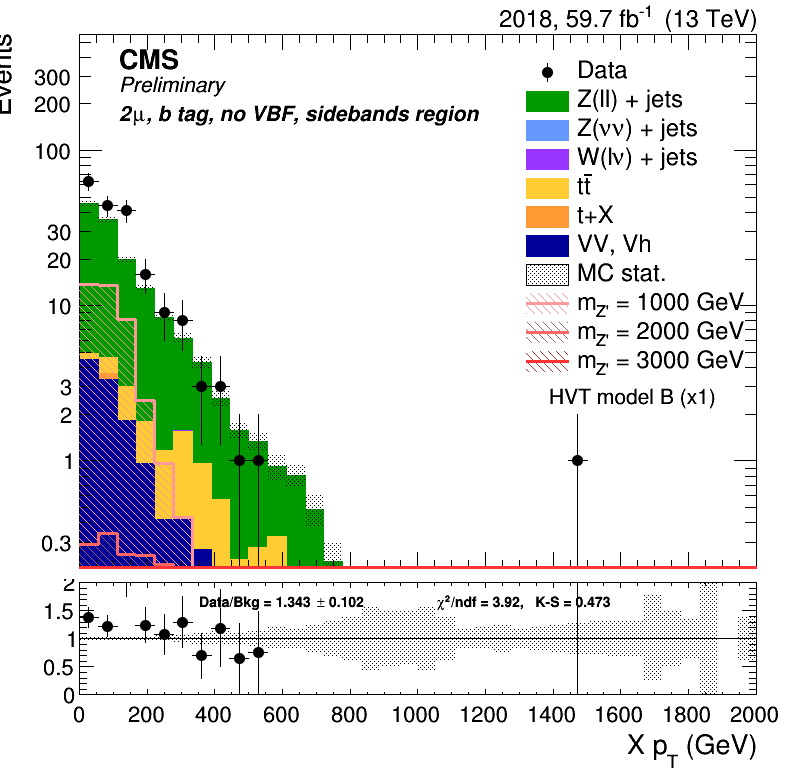 2018, 59.7 fb⁻¹ (13 TeV)
Events
CMS
Preliminary
2μ, b tag, no VBF, sidebands region
Data
Z(ll) + jets
Z(νν) + jets
W(lν) + jets
tt̄
t+X
VV, Vh
MC stat.
m_Z' = 1000 GeV
m_Z' = 2000 GeV
m_Z' = 3000 GeV
HVT model B (x1)
300
200
100
30
20
10
3
2
1
0.3
Data/Bkg = 1.343 ± 0.102 χ²/ndf = 3.92, K-S = 0.473
2
1.5
1
0.5
0
0 200 400 600 800 1000 1200 1400 1600 1800 2000
X p_T (GeV)